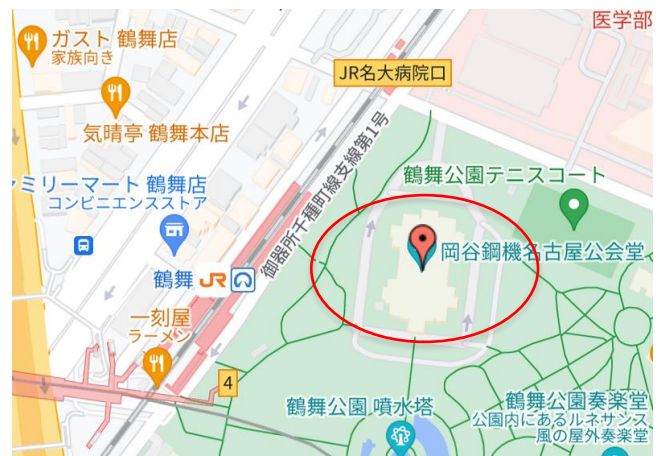 医学部
ガスト 鶴舞店
家族向き
JR名大病院口
気晴亭 鶴舞本店
御器所千種町線支線第1号
ミリーマート 鶴舞店
コンビニエンスストア
鶴舞公園テニスコート
岡谷鋼機名古屋公会堂
鶴舞 JR
一刻屋
ラーメン
4
鶴舞公園 噴水塔
鶴舞公園奏楽堂
公園内にあるルネサンス
風の屋外奏楽堂